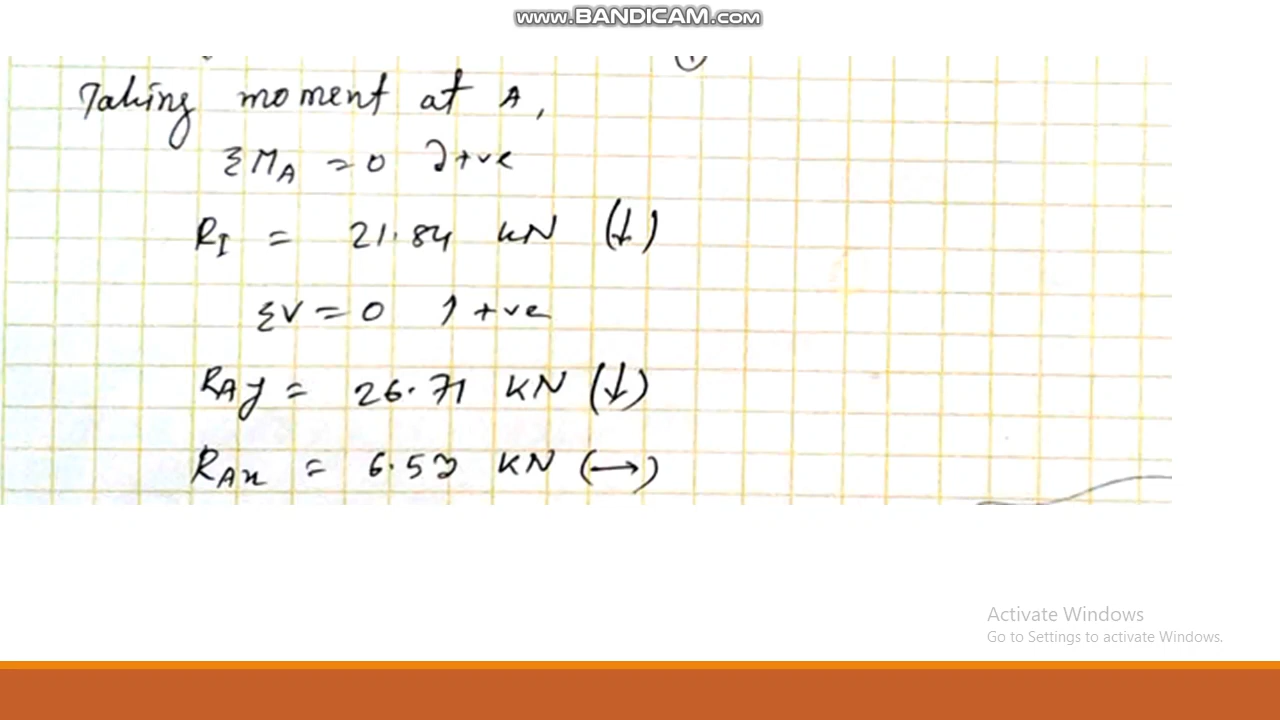 www.BANDICAM.com
Taking moment at A,
ΣM_A = 0 ↻+ve
R_I = 21.84 KN (↓)
ΣV = 0 ↑ +ve
R_Ay = 26.71 KN (↓)
R_Ax = 6.53 KN (→)
Activate Windows
Go to Settings to activate Windows.